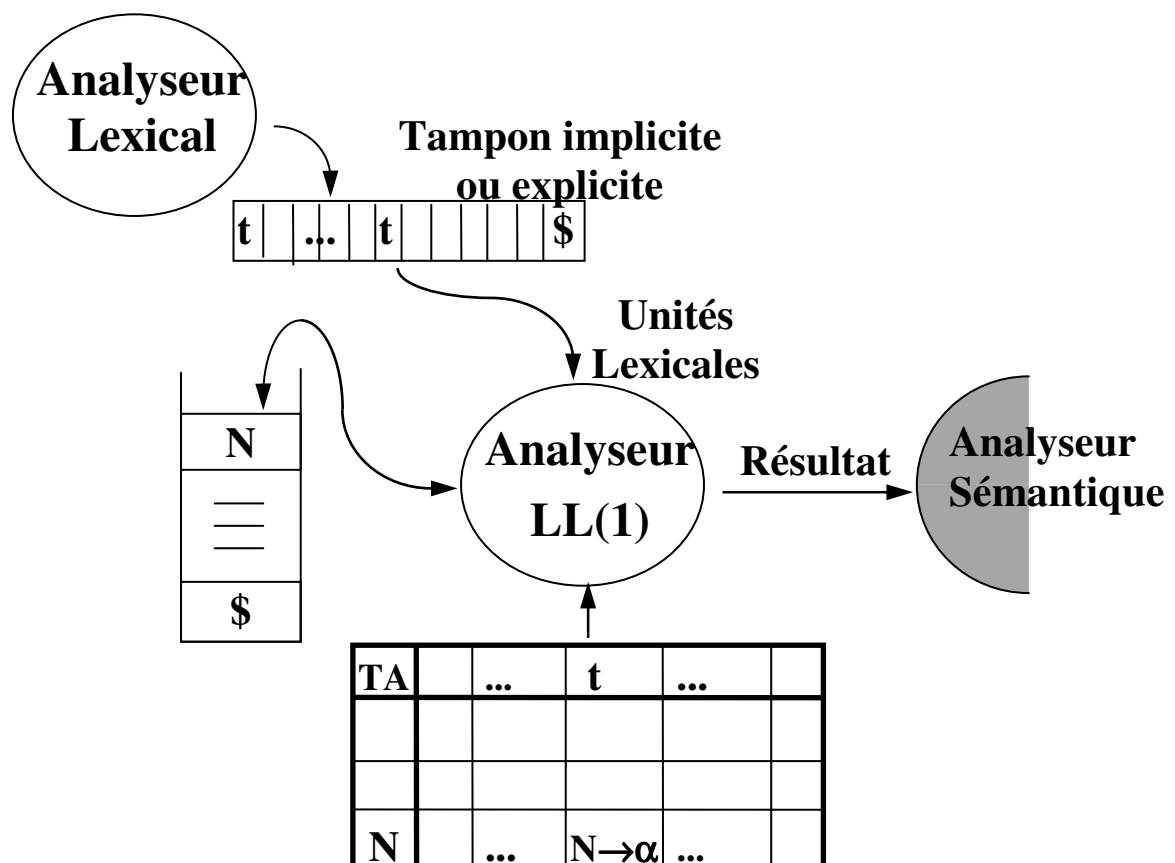 Analyseur
Lexical
Tampon implicite
ou explicite
t ... t $
Unités
Lexicales
N
$
Analyseur
LL(1)
Résultat
Analyseur
Sémantique
TA ... t ...
N ... N→α ...